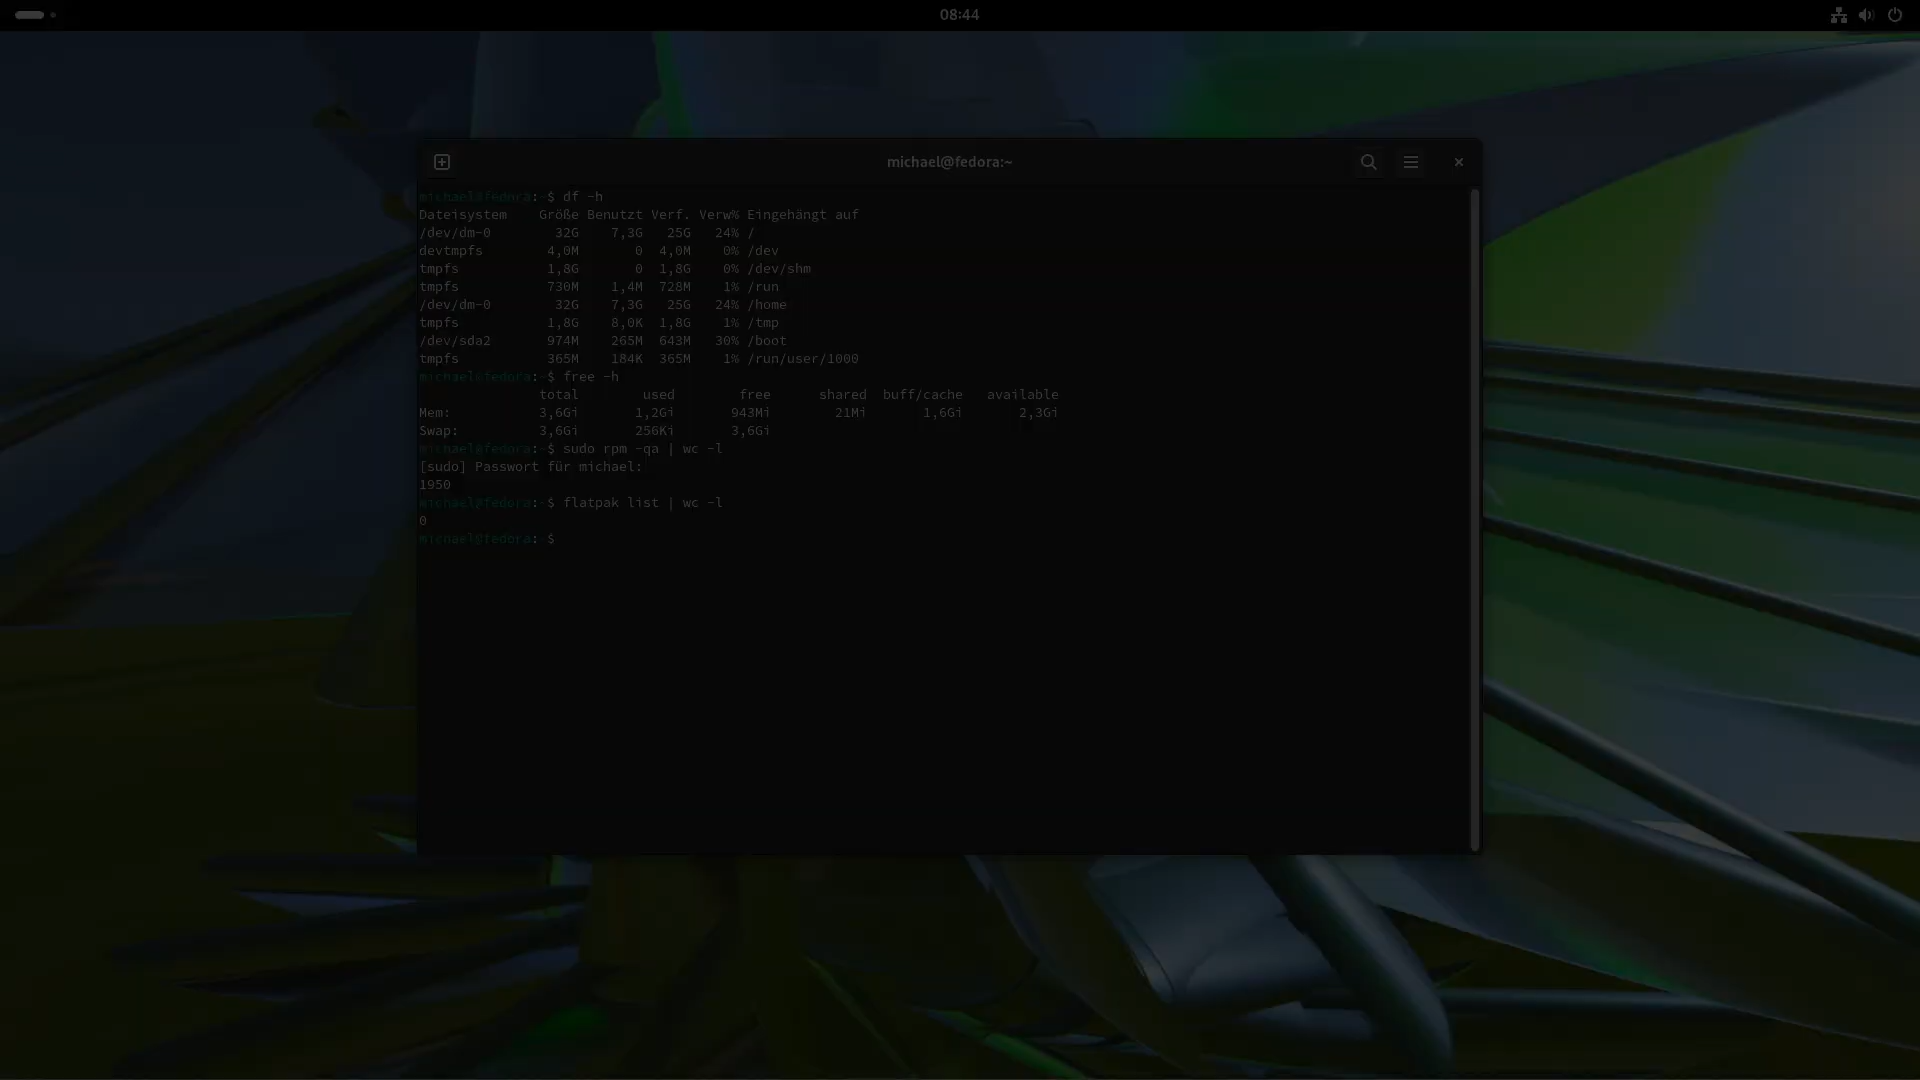 08:44
michael@fedora:~
michael@fedora:~$ df -h
Dateisystem Größe Benutzt Verf. Verw% Eingehängt auf
/dev/dm-0 32G 7,3G 25G 24% /
devtmpfs 4,0M 0 4,0M 0% /dev
tmpfs 1,8G 0 1,8G 0% /dev/shm
tmpfs 730M 1,4M 728M 1% /run
/dev/dm-0 32G 7,3G 25G 24% /home
tmpfs 1,8G 8,0K 1,8G 1% /tmp
/dev/sda2 974M 265M 643M 30% /boot
tmpfs 365M 184K 365M 1% /run/user/1000
michael@fedora:~$ free -h
total used free shared buff/cache available
Mem: 3,6Gi 1,2Gi 943Mi 21Mi 1,6Gi 2,3Gi
Swap: 3,6Gi 256Ki 3,6Gi
michael@fedora:~$ sudo rpm -qa | wc -l
[sudo] Passwort für michael:
1950
michael@fedora:~$ flatpak list | wc -l
0
michael@fedora:~$